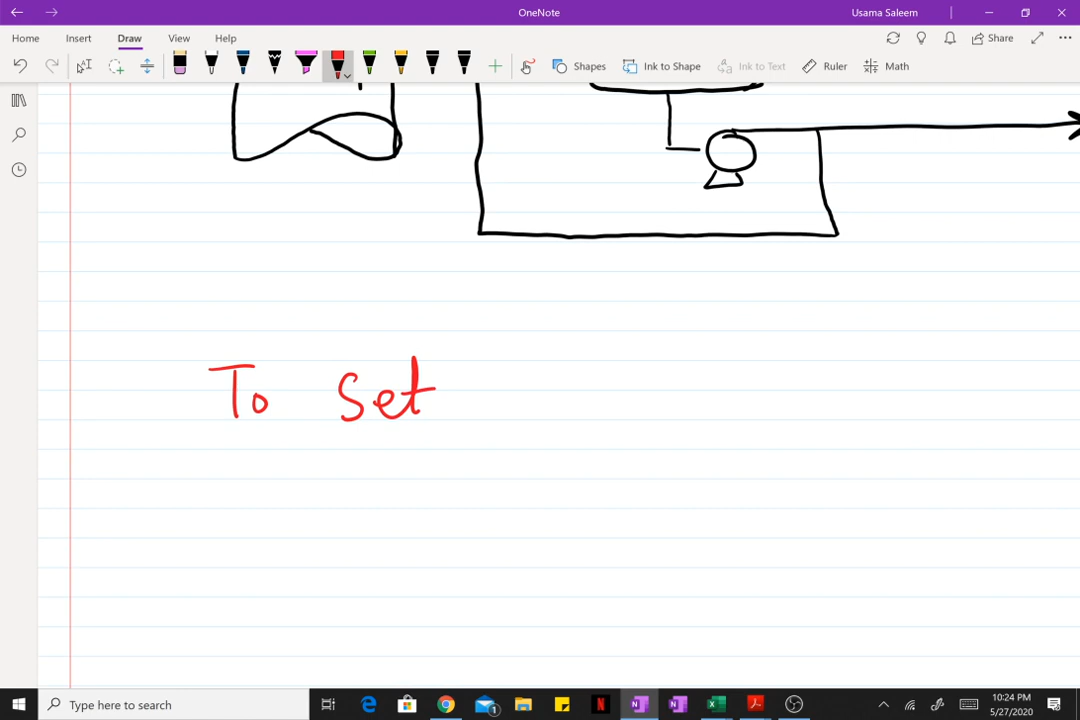 OneNote
Usama Saleem
Home Insert Draw View Help
Share
Shapes Ink to Shape Ink to Text Ruler Math
To Set
Type here to search
1
10:24 PM
5/27/2020